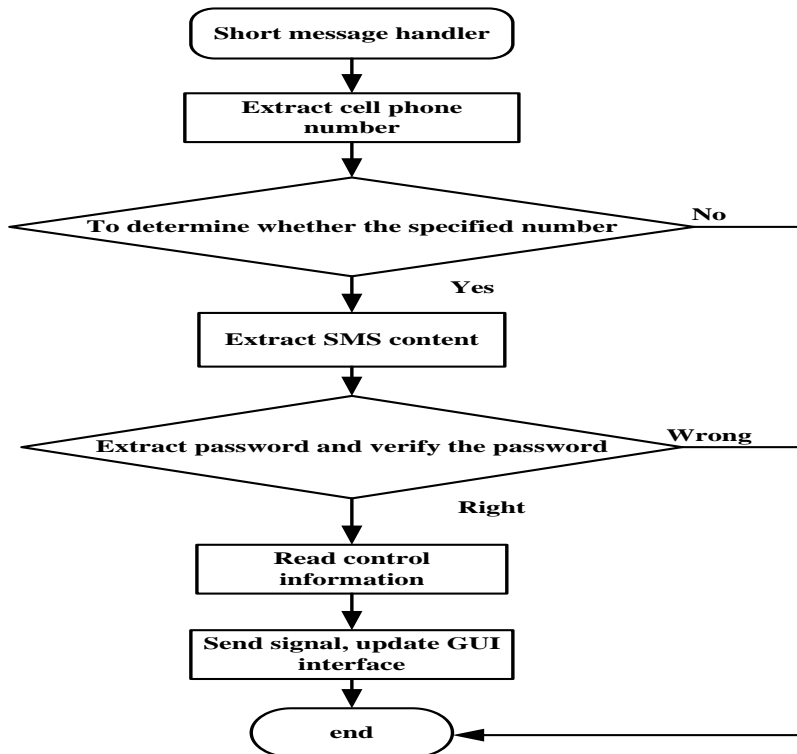 Short message handler
Extract cell phone
number
To determine whether the specified number
No
Yes
Extract SMS content
Extract password and verify the password
Wrong
Right
Read control
information
Send signal, update GUI
interface
end